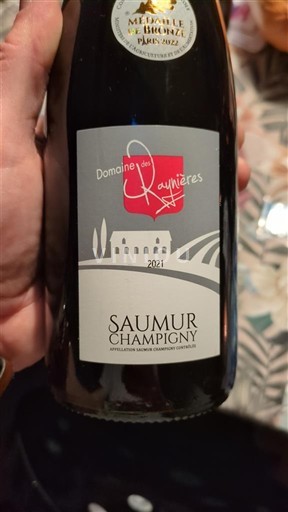 MÉDAILLE
DE BRONZE
PARIS 2022
Domaine des
Raynières
2021
SAUMUR
CHAMPIGNY
APPELLATION SAUMUR CHAMPIGNY CONTRÔLÉE